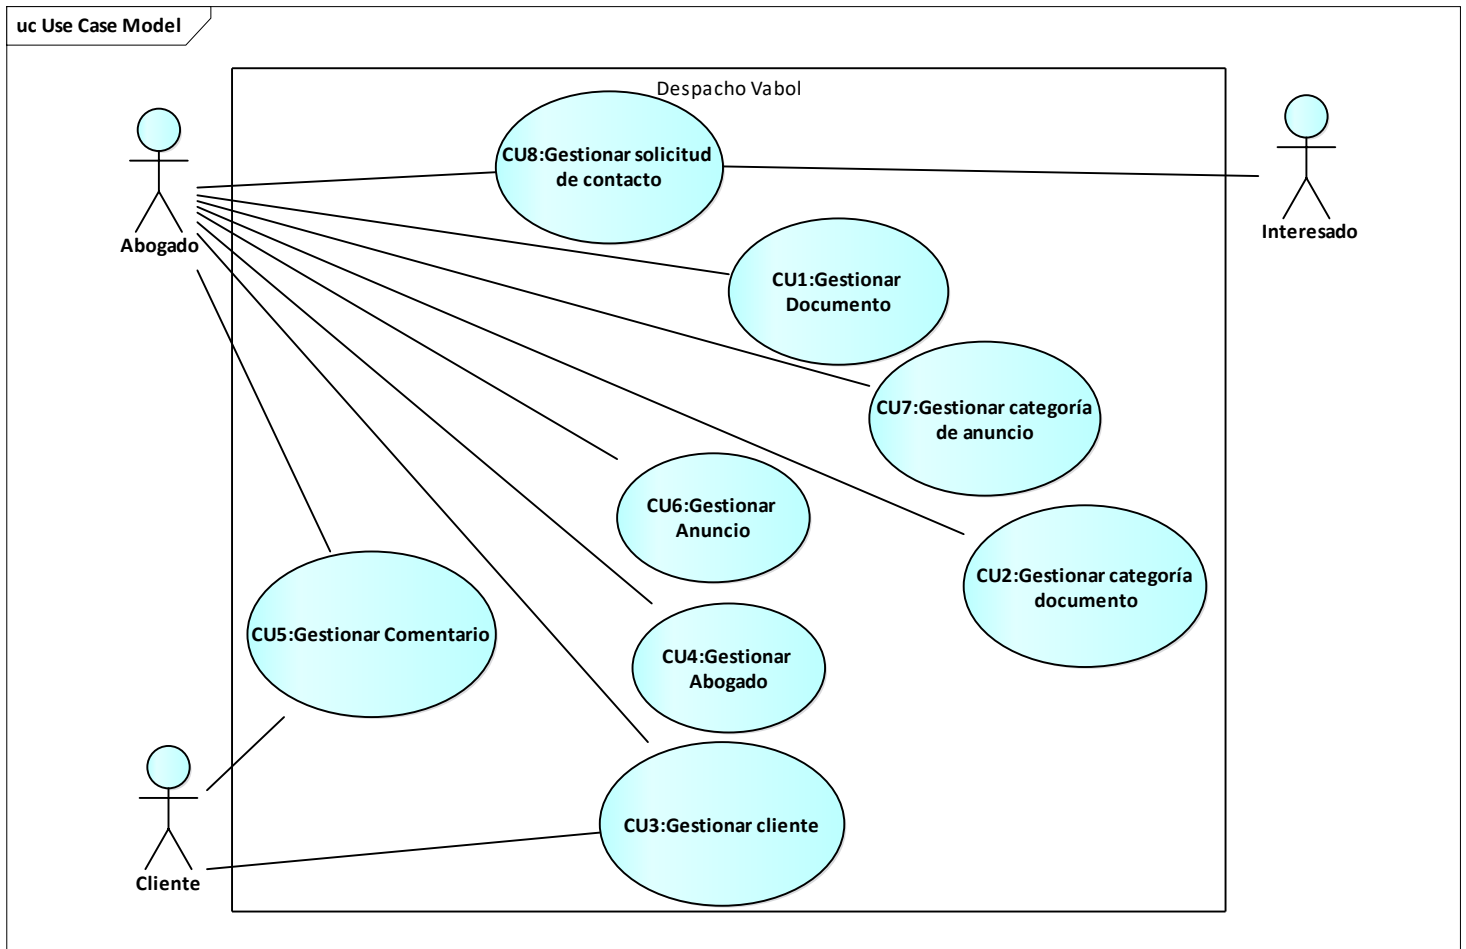 uc Use Case Model
Despacho Vabol
CU8:Gestionar solicitud
de contacto
Abogado
Interesado
CU1:Gestionar
Documento
CU7:Gestionar categoría
de anuncio
CU6:Gestionar
Anuncio
CU2:Gestionar categoría
documento
CU5:Gestionar Comentario
CU4:Gestionar
Abogado
CU3:Gestionar cliente
Cliente